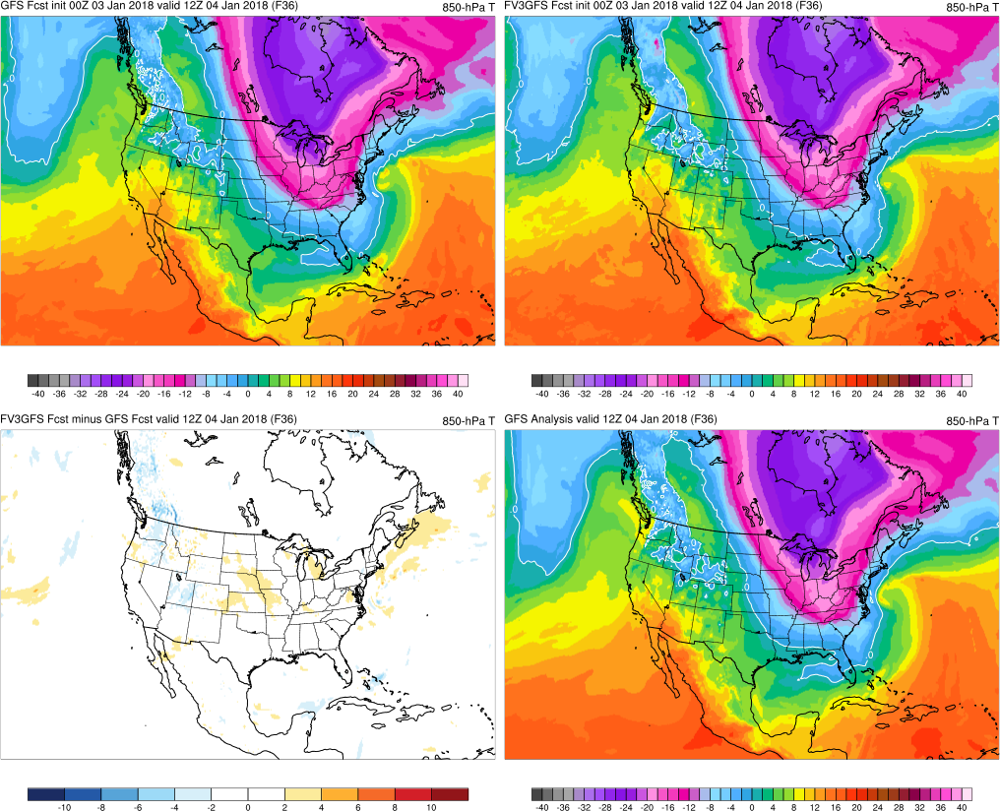 GFS Fcst init 00Z 03 Jan 2018 valid 12Z 04 Jan 2018 (F36) 850-hPa T
FV3GFS Fcst init 00Z 03 Jan 2018 valid 12Z 04 Jan 2018 (F36) 850-hPa T
-40 -36 -32 -28 -24 -20 -16 -12 -8 -4 0 4 8 12 16 20 24 28 32 36 40
-40 -36 -32 -28 -24 -20 -16 -12 -8 -4 0 4 8 12 16 20 24 28 32 36 40
FV3GFS Fcst minus GFS Fcst valid 12Z 04 Jan 2018 (F36) 850-hPa T
GFS Analysis valid 12Z 04 Jan 2018 (F36) 850-hPa T
-10 -8 -6 -4 -2 0 2 4 6 8 10
-40 -36 -32 -28 -24 -20 -16 -12 -8 -4 0 4 8 12 16 20 24 28 32 36 40